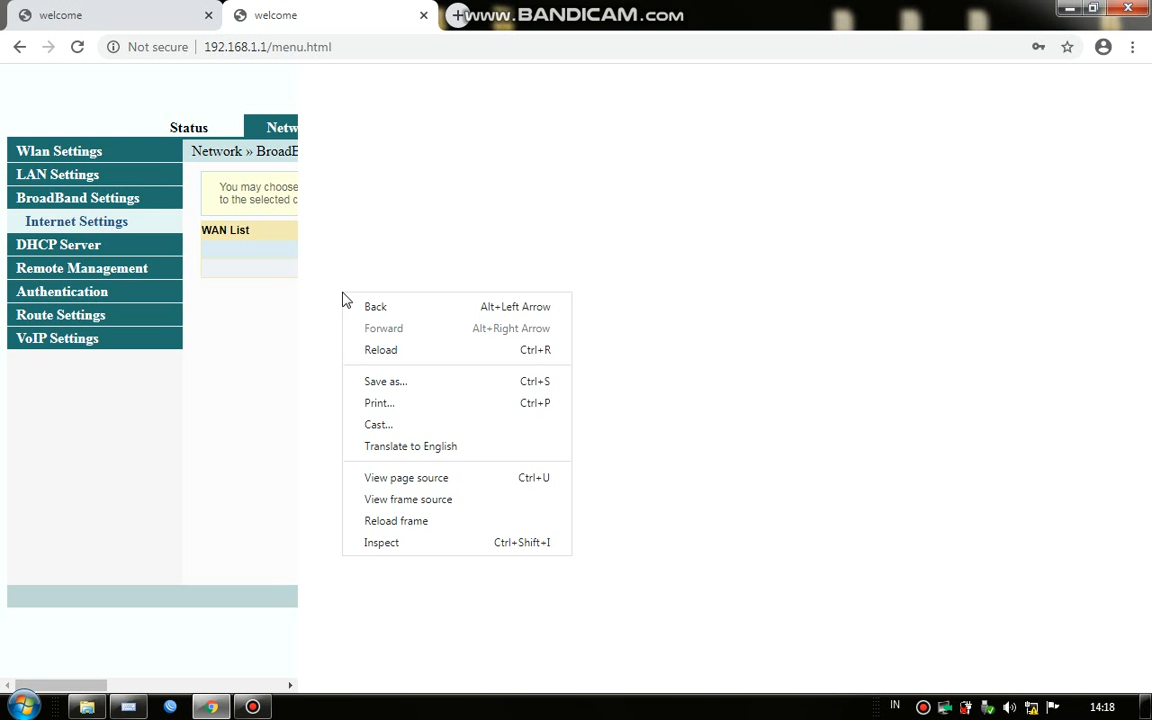 welcome
welcome
www.BANDICAM.com
Not secure
192.168.1.1/menu.html
Status
Netw
Wlan Settings
LAN Settings
BroadBand Settings
Internet Settings
DHCP Server
Remote Management
Authentication
Route Settings
VoIP Settings
Network » BroadB
You may choose
to the selected c
WAN List
Back Alt+Left Arrow
Forward Alt+Right Arrow
Reload Ctrl+R
Save as... Ctrl+S
Print... Ctrl+P
Cast...
Translate to English
View page source Ctrl+U
View frame source
Reload frame
Inspect Ctrl+Shift+I
IN
14:18